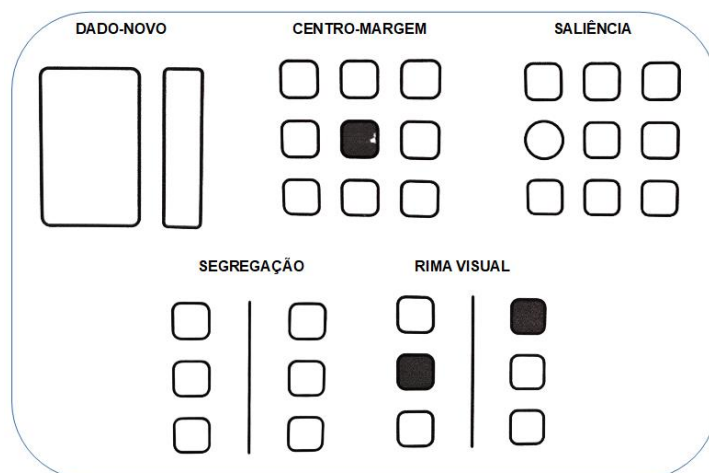 DADO-NOVO
CENTRO-MARGEM
SALIÊNCIA
SEGREGAÇÃO
RIMA VISUAL